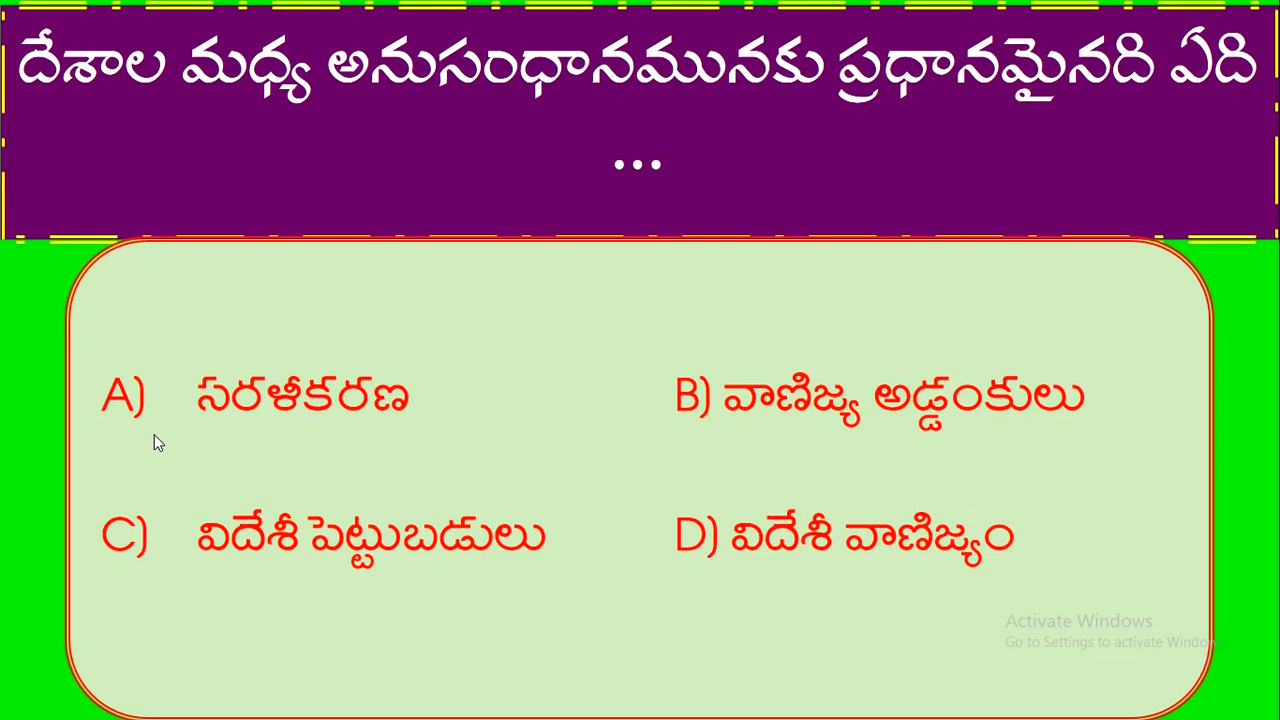 దేశాల మధ్య అనుసంధానమునకు ప్రధానమైనది ఏది
...
A) సరళీకరణ B) వాణిజ్య అడ్డంకులు
C) విదేశీ పెట్టుబడులు D) విదేశీ వాణిజ్యం
Activate Windows
Go to Settings to activate Windows